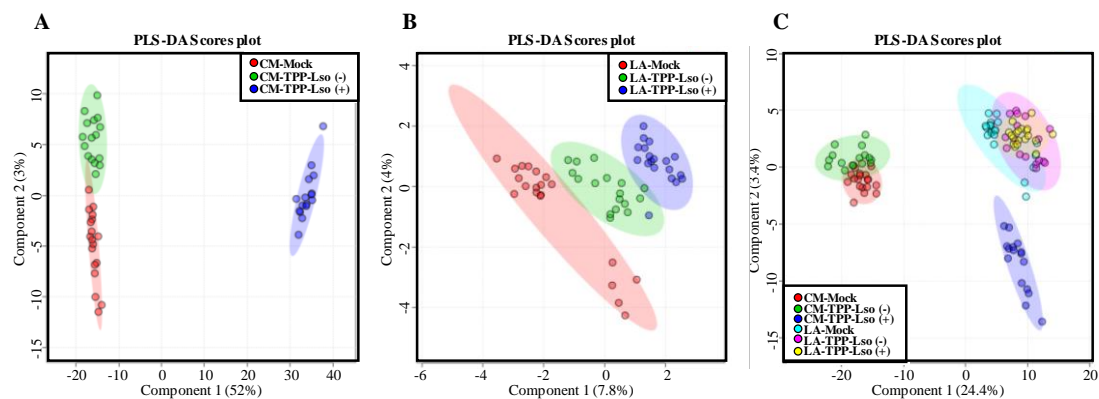 A
PLS-DA Scores plot
CM-Mock
CM-TPP-Lso (-)
CM-TPP-Lso (+)
10
5
0
-5
-10
-15
Component 2 (3%)
-20
-10
0
10
20
30
40
Component 1 (52%)
B
PLS-DA Scores plot
LA-Mock
LA-TPP-Lso (-)
LA-TPP-Lso (+)
4
2
0
-2
-4
Component 2 (4%)
-6
-4
-2
0
2
Component 1 (7.8%)
C
PLS-DA Scores plot
10
5
0
-5
-10
-15
Component 2 (3.4%)
CM-Mock
CM-TPP-Lso (-)
CM-TPP-Lso (+)
LA-Mock
LA-TPP-Lso (-)
LA-TPP-Lso (+)
-20
0
10
20
Component 1 (24.4%)